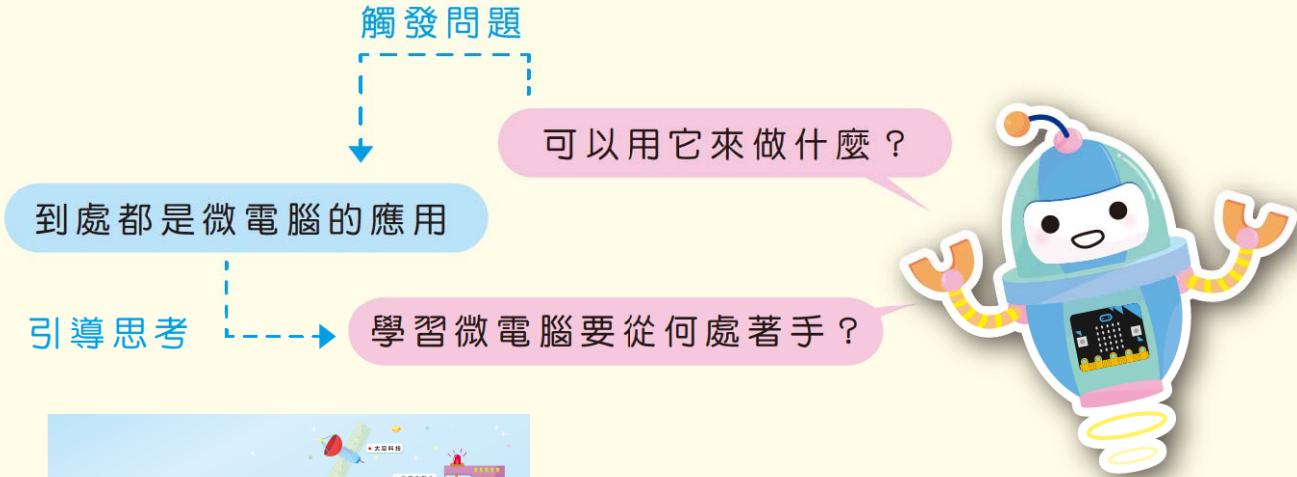 觸發問題
可以用它來做什麼？
到處都是微電腦的應用
引導思考
學習微電腦要從何處著手？
太空科技